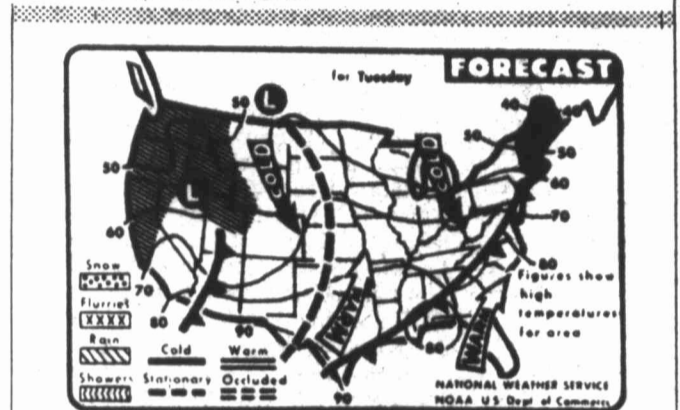 for Tuesday
FORECAST
L
50
COLD
COLD
40
40
50
50
50
L
60
60
70
80
Snow
Flurries
Rain
Showers
70
80
90
Cold
Warm
Stationary
Occluded
WARM
WARM
80
90
Figures show
high
temperatures
for area
NATIONAL WEATHER SERVICE
NOAA U S Dept of Commerce